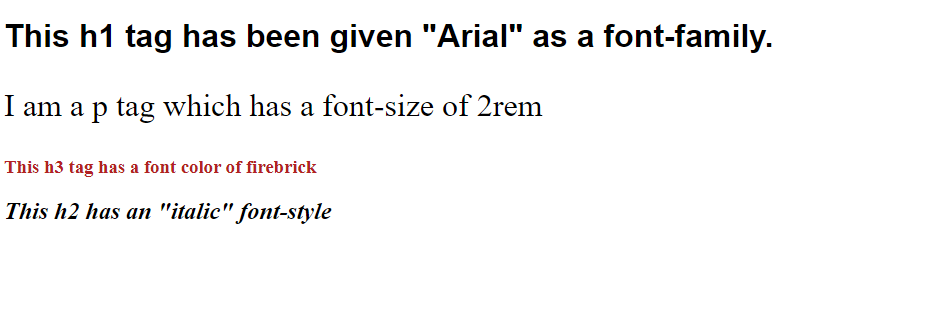 This h1 tag has been given "Arial" as a font-family.
I am a p tag which has a font-size of 2rem
This h3 tag has a font color of firebrick
This h2 has an "italic" font-style